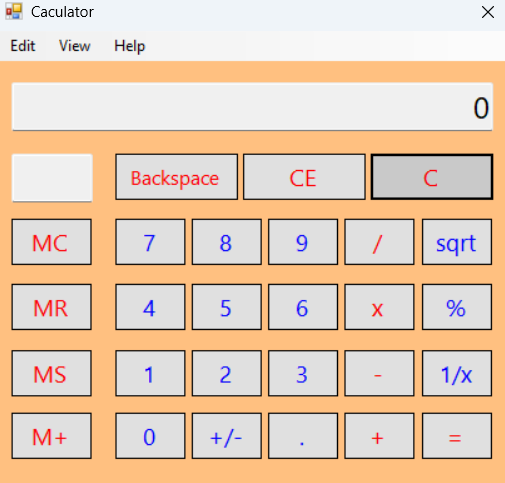 Caculator
Edit View Help
0
Backspace CE C
MC 7 8 9 / sqrt
MR 4 5 6 x %
MS 1 2 3 - 1/x
M+ 0 +/- . + =